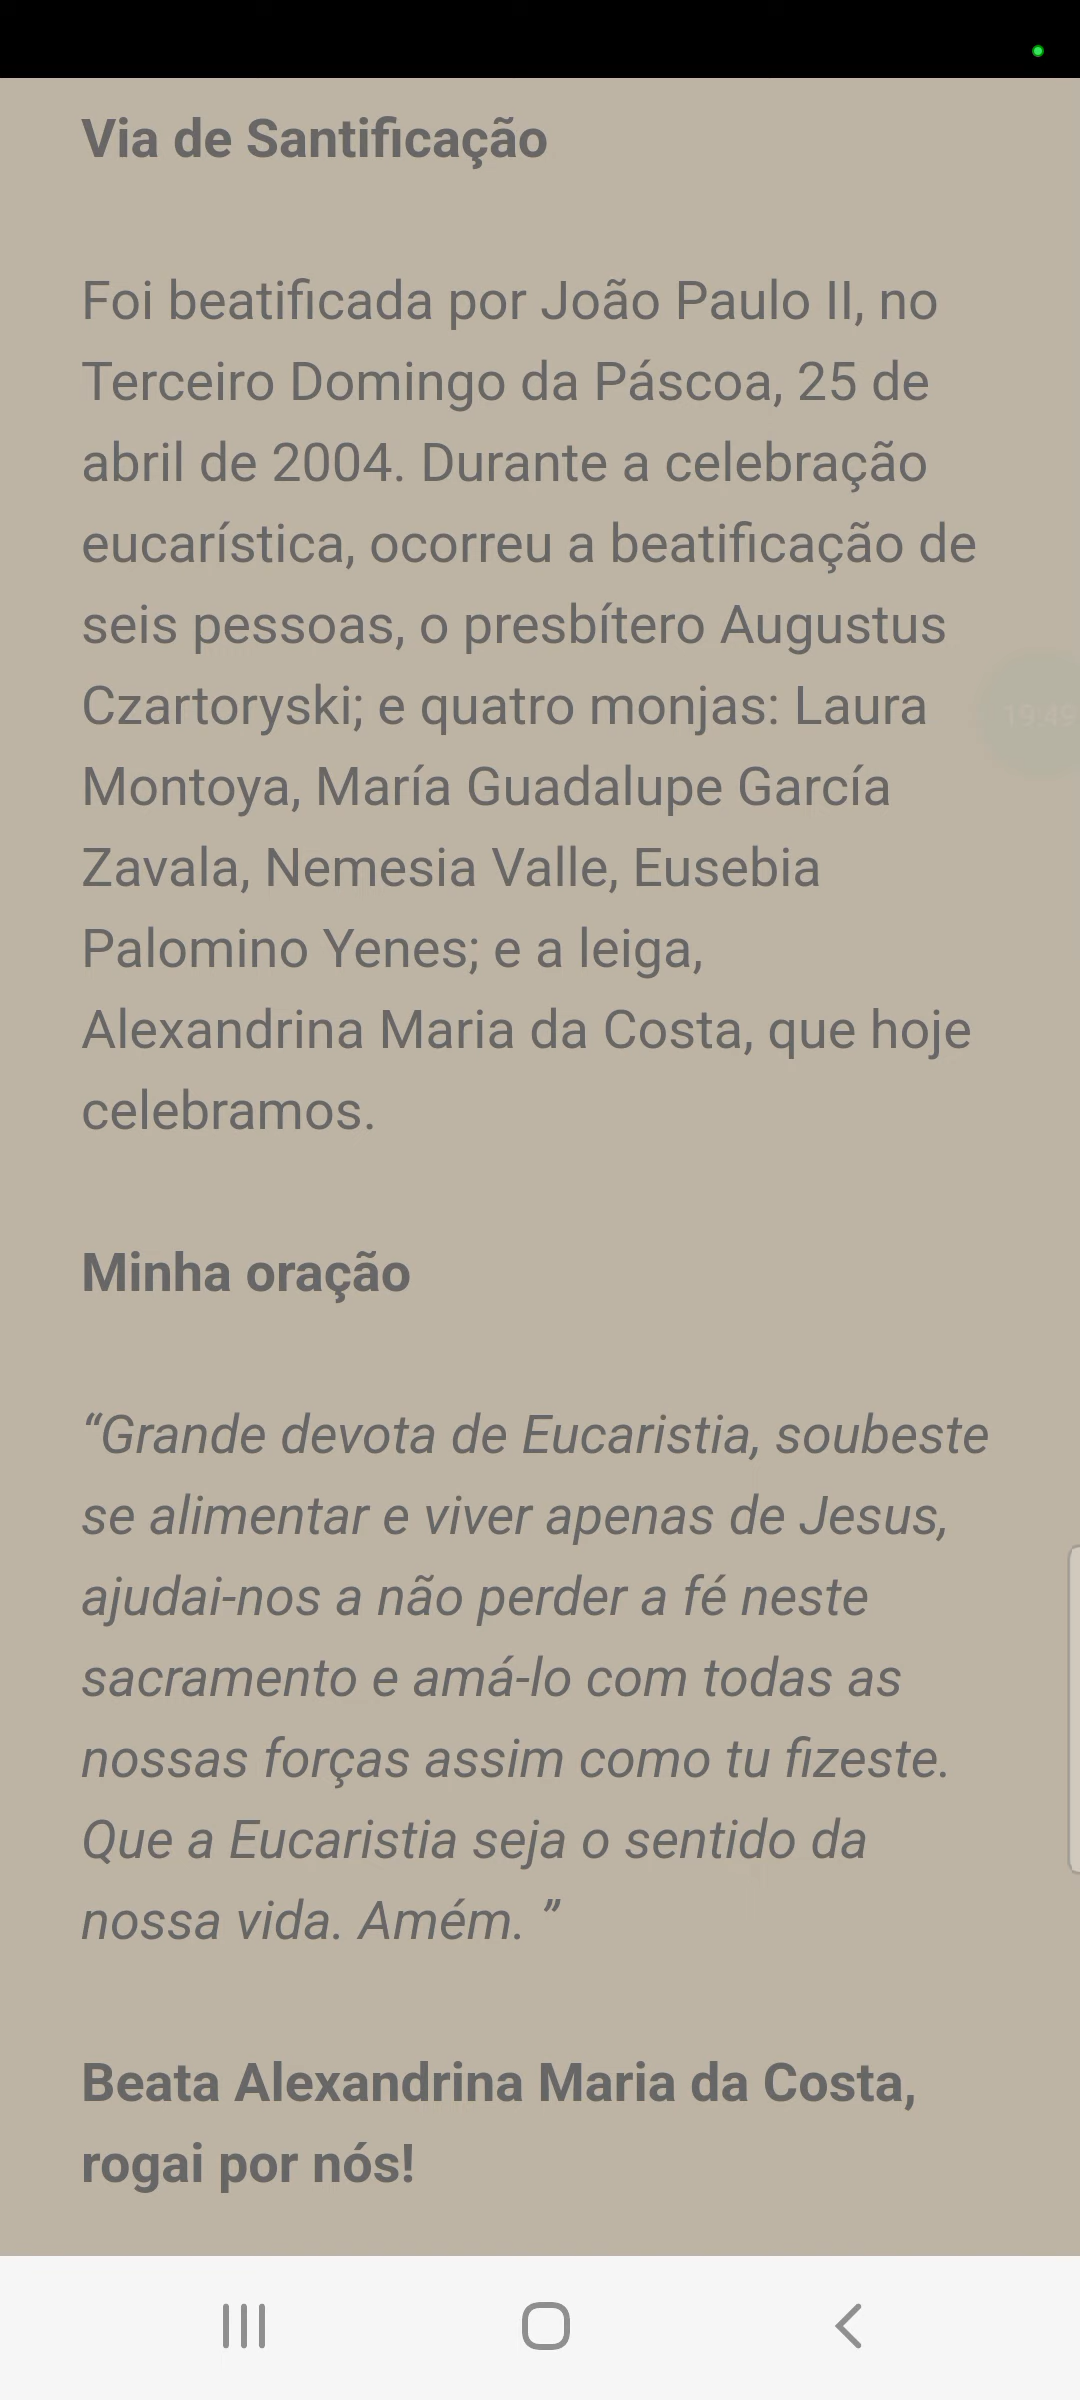 Via de Santificação
Foi beatificada por João Paulo II, no
Terceiro Domingo da Páscoa, 25 de
abril de 2004. Durante a celebração
eucarística, ocorreu a beatificação de
seis pessoas, o presbítero Augustus
Czartoryski; e quatro monjas: Laura
19:49
Montoya, María Guadalupe García
Zavala, Nemesia Valle, Eusebia
Palomino Yenes; e a leiga,
Alexandrina Maria da Costa, que hoje
celebramos.
Minha oração
“Grande devota de Eucaristia, soubeste
se alimentar e viver apenas de Jesus,
ajudai-nos a não perder a fé neste
sacramento e amá-lo com todas as
nossas forças assim como tu fizeste.
Que a Eucaristia seja o sentido da
nossa vida. Amém. ”
Beata Alexandrina Maria da Costa,
rogai por nós!